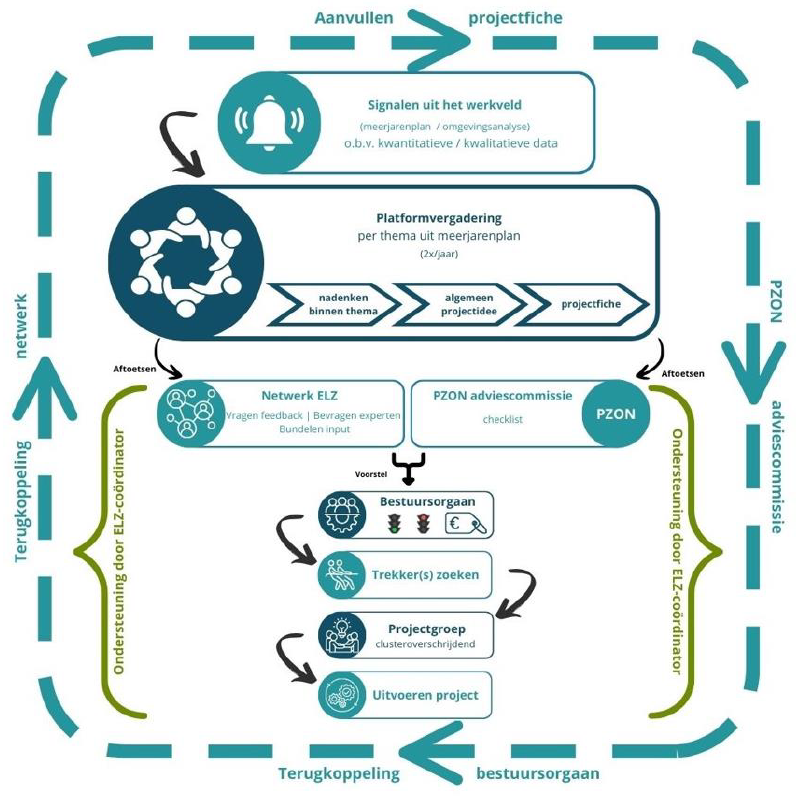 Aanvullen projectfiche
Signalen uit het werkveld
(meerjarenplan / omgevingsanalyse)
o.b.v. kwantitatieve / kwalitatieve data
Platformvergadering
per thema uit meerjarenplan
(2x/jaar)
nadenken
binnen thema
algemeen
projectidee
projectfiche
Aftoetsen
Aftoetsen
Netwerk ELZ
Vragen feedback | Bevragen experten
Bundelen input
PZON adviescommissie
checklist
PZON
Voorstel
Bestuursorgaan
€
Trekker(s) zoeken
Projectgroep
clusteroverschrijdend
Uitvoeren project
Ondersteuning door ELZ-coördinator
Ondersteuning door ELZ-coördinator
PZON adviescommissie
Terugkoppeling bestuursorgaan
Terugkoppeling netwerk